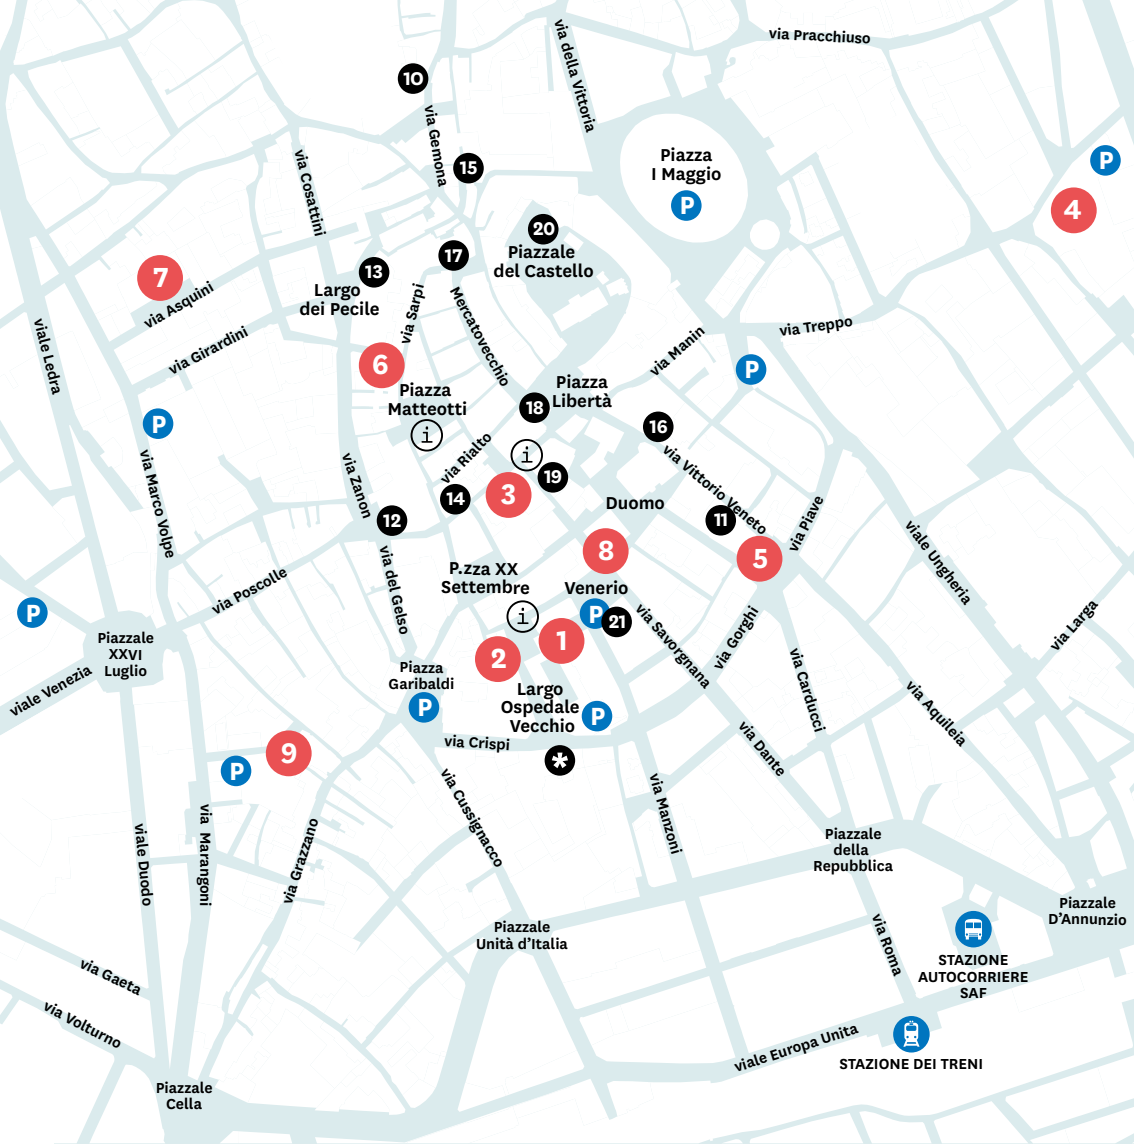 via Pracchiuso
via della Vittoria
10
via Gemona
15
Piazza
I Maggio
P
P
4
via Cosattini
20
Piazzale
del Castello
17
13
Largo
dei Pecile
7
via Asquini
via Sarpi
Mercatovecchio
via Girardini
viale Ledra
via Manin
via Treppo
P
6
Piazza
Matteotti
i
18
Piazza
Libertà
16
P
via Marco Volpe
via Rialto
i
19
3
14
via Zanon
12
via Vittorio Veneto
Duomo
11
5
via Piave
viale Ungheria
8
via del Gelso
P.zza XX
Settembre
Venerio
P
21
i
1
2
via Poscolle
P
Piazzale
XXVI
Luglio
viale Venezia
via Savorgnana
via Gorghi
via Larga
via Carducci
via Aquileia
Piazza
Garibaldi
P
Largo
Ospedale
Vecchio
P
via Crispi
*
via Dante
9
P
via Cussignacco
via Manzoni
via Marangoni
viale Duodo
via Grazzano
Piazzale
della
Repubblica
Piazzale
D'Annunzio
Piazzale
Unità d'Italia
via Roma
STAZIONE
AUTOCORRIERE
SAF
via Gaeta
via Volturno
viale Europa Unita
STAZIONE DEI TRENI
Piazzale
Cella